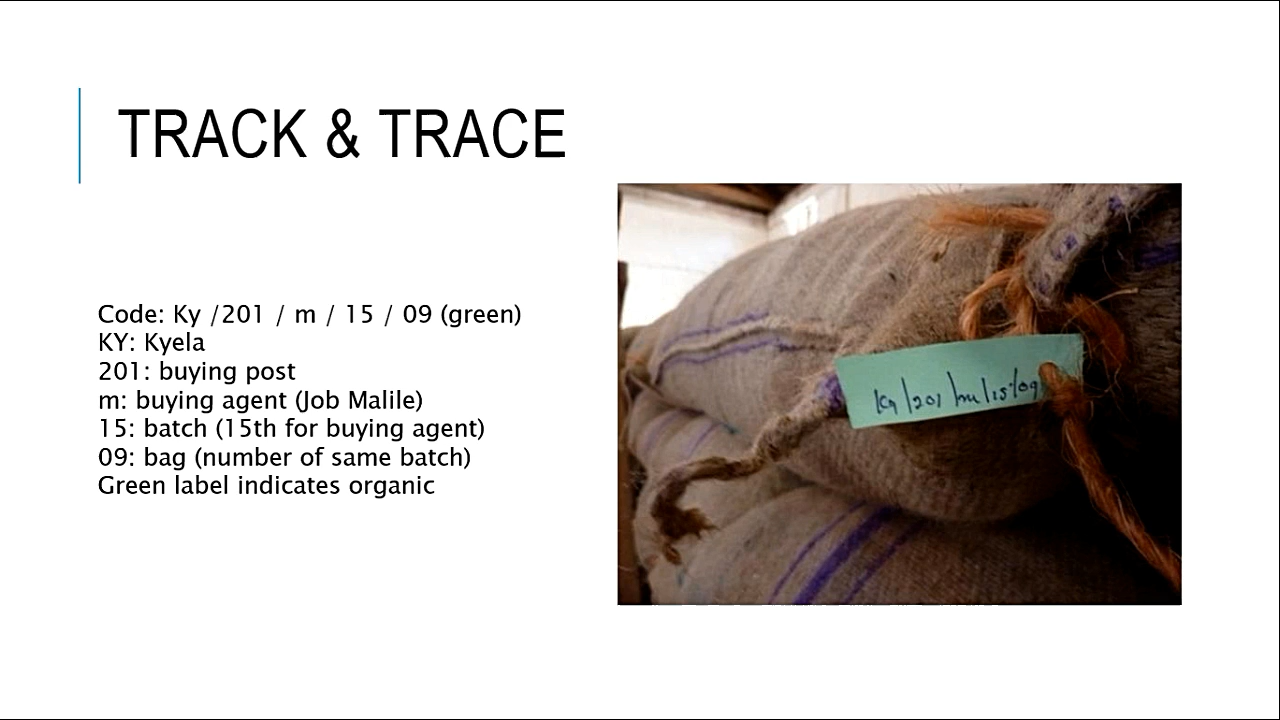 TRACK & TRACE
Code: Ky /201 / m / 15 / 09 (green)
KY: Kyela
201: buying post
m: buying agent (Job Malile)
15: batch (15th for buying agent)
09: bag (number of same batch)
Green label indicates organic
Ky/201/m/15/09